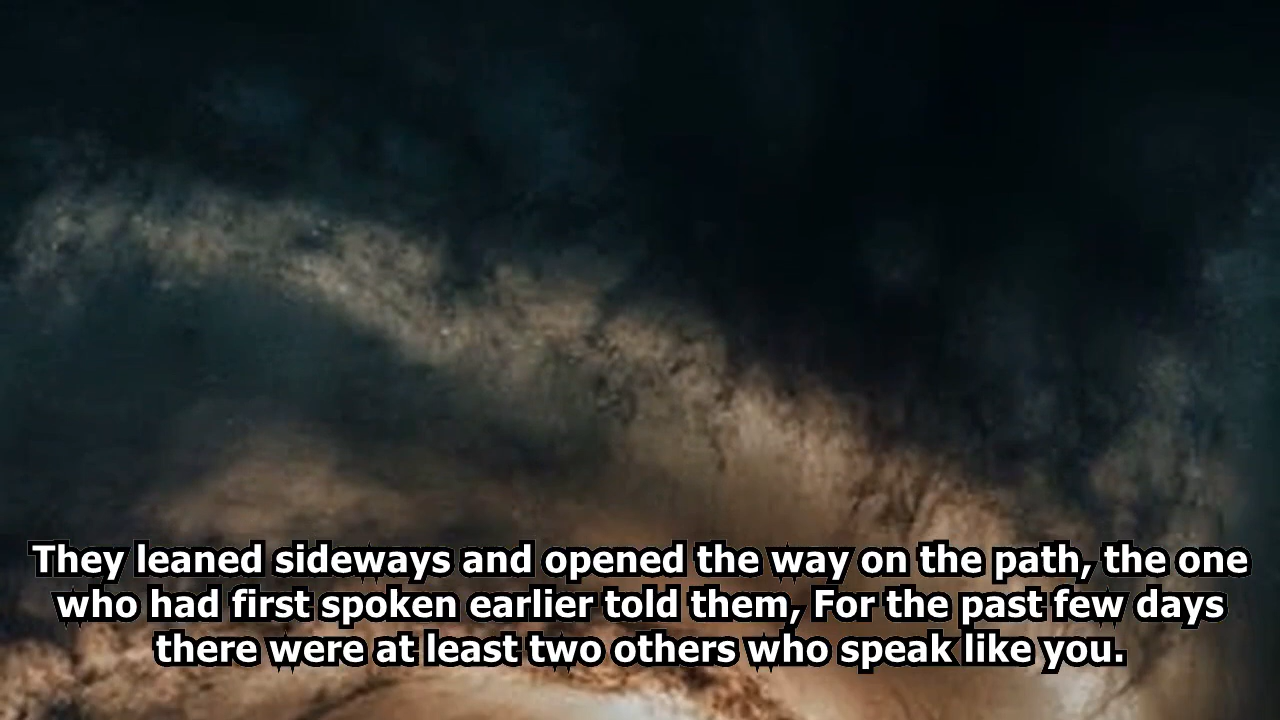 They leaned sideways and opened the way on the path, the one
who had first spoken earlier told them, For the past few days
there were at least two others who speak like you.